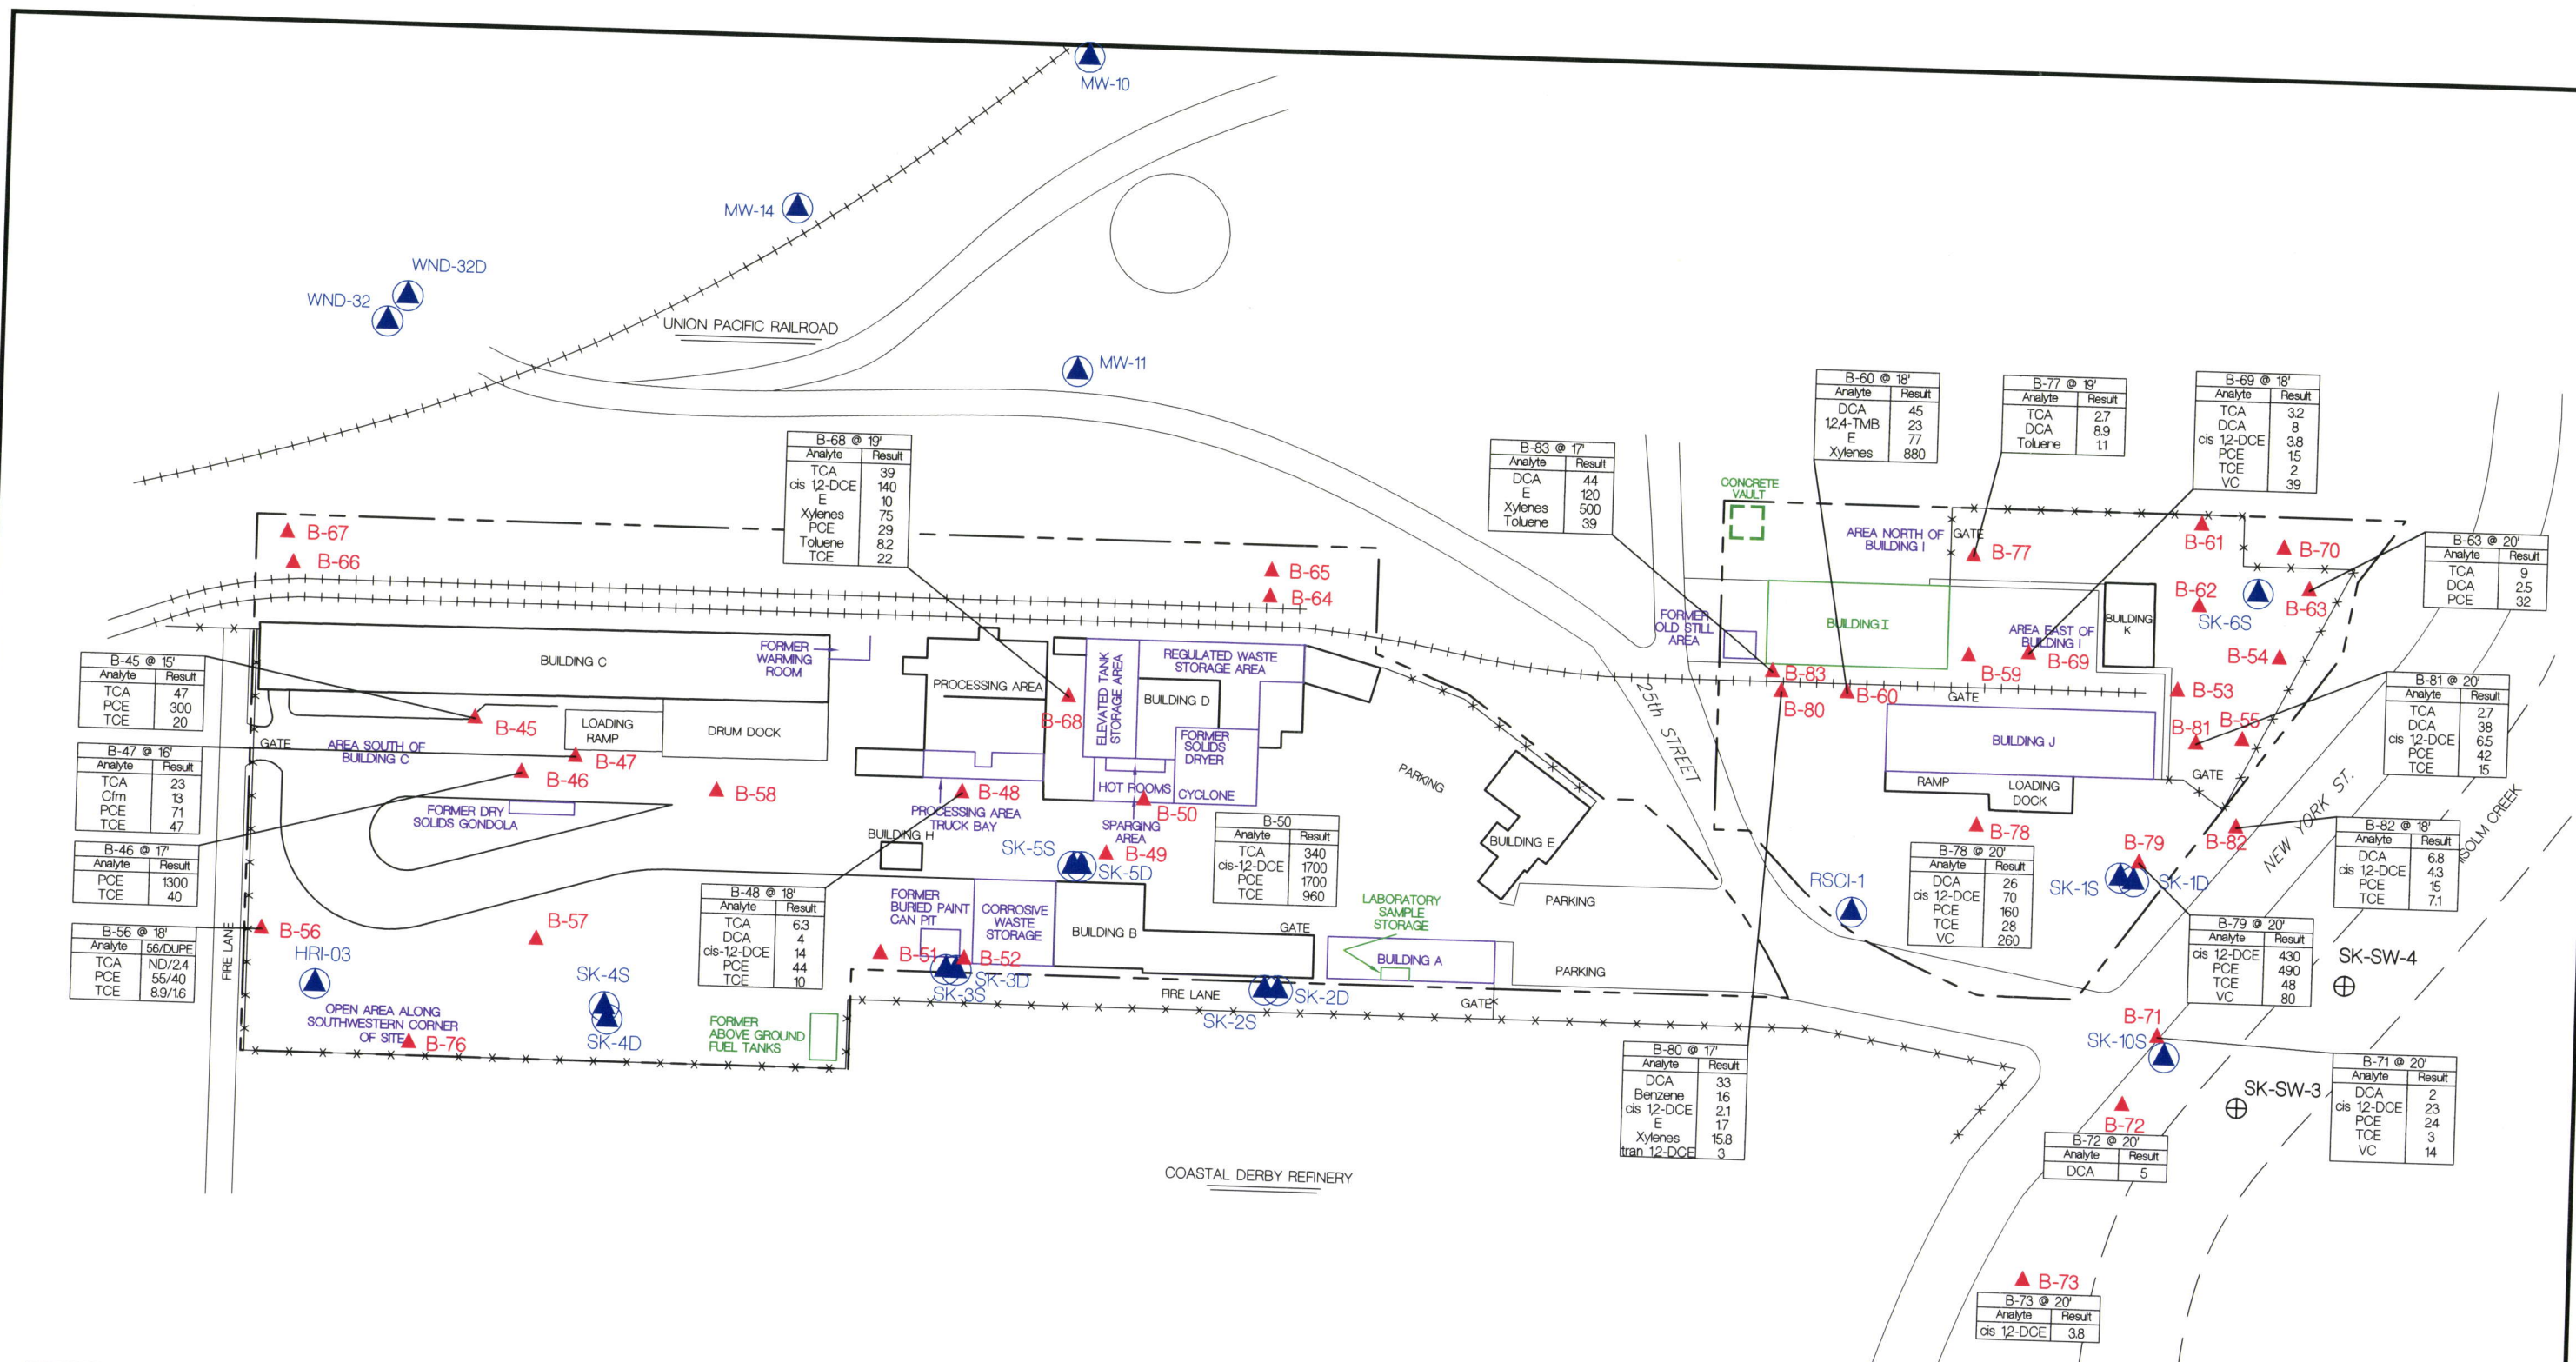 MW-10
MW-14
WND-32D
WND-32
UNION PACIFIC RAILROAD
MW-11
B-68 @ 19'
Analyte Result
TCA 39
cis 1,2-DCE 140
E 10
Xylenes 75
PCE 29
Toluene 8.2
TCE 22
B-83 @ 17'
Analyte Result
DCA 44
E 120
Xylenes 500
Toluene 39
B-60 @ 18'
Analyte Result
DCA 45
1,2,4-TMB 23
E 77
Xylenes 880
B-77 @ 19'
Analyte Result
TCA 2.7
DCA 8.9
Toluene 1.1
B-69 @ 18'
Analyte Result
TCA 3.2
DCA 8
cis 1,2-DCE 3.8
PCE 1.5
TCE 2
VC 39
B-63 @ 20'
Analyte Result
TCA 9
DCA 2.5
PCE 32
B-67
B-66
B-65
B-64
CONCRETE
VAULT
AREA NORTH OF
BUILDING I
GATE
B-77
B-61
B-70
B-62
SK-6S
B-63
B-54
B-53
B-81
B-55
FORMER
OLD STILL
AREA
BUILDING I
AREA EAST OF
BUILDING I
BUILDING
K
B-59
B-69
B-83
B-80
B-60
GATE
BUILDING J
RAMP
LOADING
DOCK
GATE
B-81 @ 20'
Analyte Result
TCA 2.7
DCA 38
cis 1,2-DCE 6.5
PCE 42
TCE 15
BUILDING C
FORMER
WARMING
ROOM
PROCESSING AREA
B-68
ELEVATED TANK
STORAGE AREA
REGULATED WASTE
STORAGE AREA
BUILDING D
FORMER
SOLIDS
DRYER
HOT ROOMS
CYCLONE
B-45 @ 15'
Analyte Result
TCA 47
PCE 300
TCE 20
B-45
LOADING
RAMP
DRUM DOCK
GATE
AREA SOUTH OF
BUILDING C
B-47
B-46
B-47 @ 16'
Analyte Result
TCA 23
Cfm 13
PCE 71
TCE 47
FORMER DRY
SOLIDS GONDOLA
B-58
B-48
PROCESSING AREA
TRUCK BAY
B-50
SPARGING
AREA
B-49
BUILDING H
SK-5S
SK-5D
B-46 @ 17'
Analyte Result
PCE 1300
TCE 40
B-50
Analyte Result
TCA 340
cis-1,2-DCE 1700
PCE 1700
TCE 960
PARKING
BUILDING E
PARKING
25th STREET
B-78
B-79
B-82
NEW YORK ST.
B-82 @ 18'
Analyte Result
DCA 6.8
cis 1,2-DCE 4.3
PCE 15
TCE 7.1
RSCI-1
SK-1S
SK-1D
B-78 @ 20'
Analyte Result
DCA 26
cis 1,2-DCE 70
PCE 160
TCE 28
VC 260
B-48 @ 18'
Analyte Result
TCA 6.3
DCA 4
cis-1,2-DCE 14
PCE 44
TCE 10
FORMER
BURIED PAINT
CAN PIT
CORROSIVE
WASTE
STORAGE
BUILDING B
GATE
LABORATORY
SAMPLE
STORAGE
BUILDING A
PARKING
B-56 @ 18'
Analyte 56/DUPE
TCA ND/2.4
PCE 55/40
TCE 8.9/1.6
B-56
HRI-03
B-57
SK-4S
SK-4D
FIRE LANE
OPEN AREA ALONG
SOUTHWESTERN CORNER
OF SITE
B-76
FORMER
ABOVE GROUND
FUEL TANKS
B-51
B-52
SK-3D
SK-3S
FIRE LANE
SK-2D
SK-2S
GATE
B-79 @ 20'
Analyte Result
cis 1,2-DCE 430
PCE 490
TCE 48
VC 80
SK-SW-4
B-71
SK-10S
SK-SW-3
B-71 @ 20'
Analyte Result
DCA 2
cis 1,2-DCE 23
PCE 24
TCE 3
VC 14
B-80 @ 17'
Analyte Result
DCA 33
Benzene 1.6
cis 1,2-DCE 2.1
E 1.7
Xylenes 15.8
tran 1,2-DCE 3
B-72
B-72 @ 20'
Analyte Result
DCA 5
COASTAL DERBY REFINERY
B-73
B-73 @ 20'
Analyte Result
cis 1,2-DCE 3.8